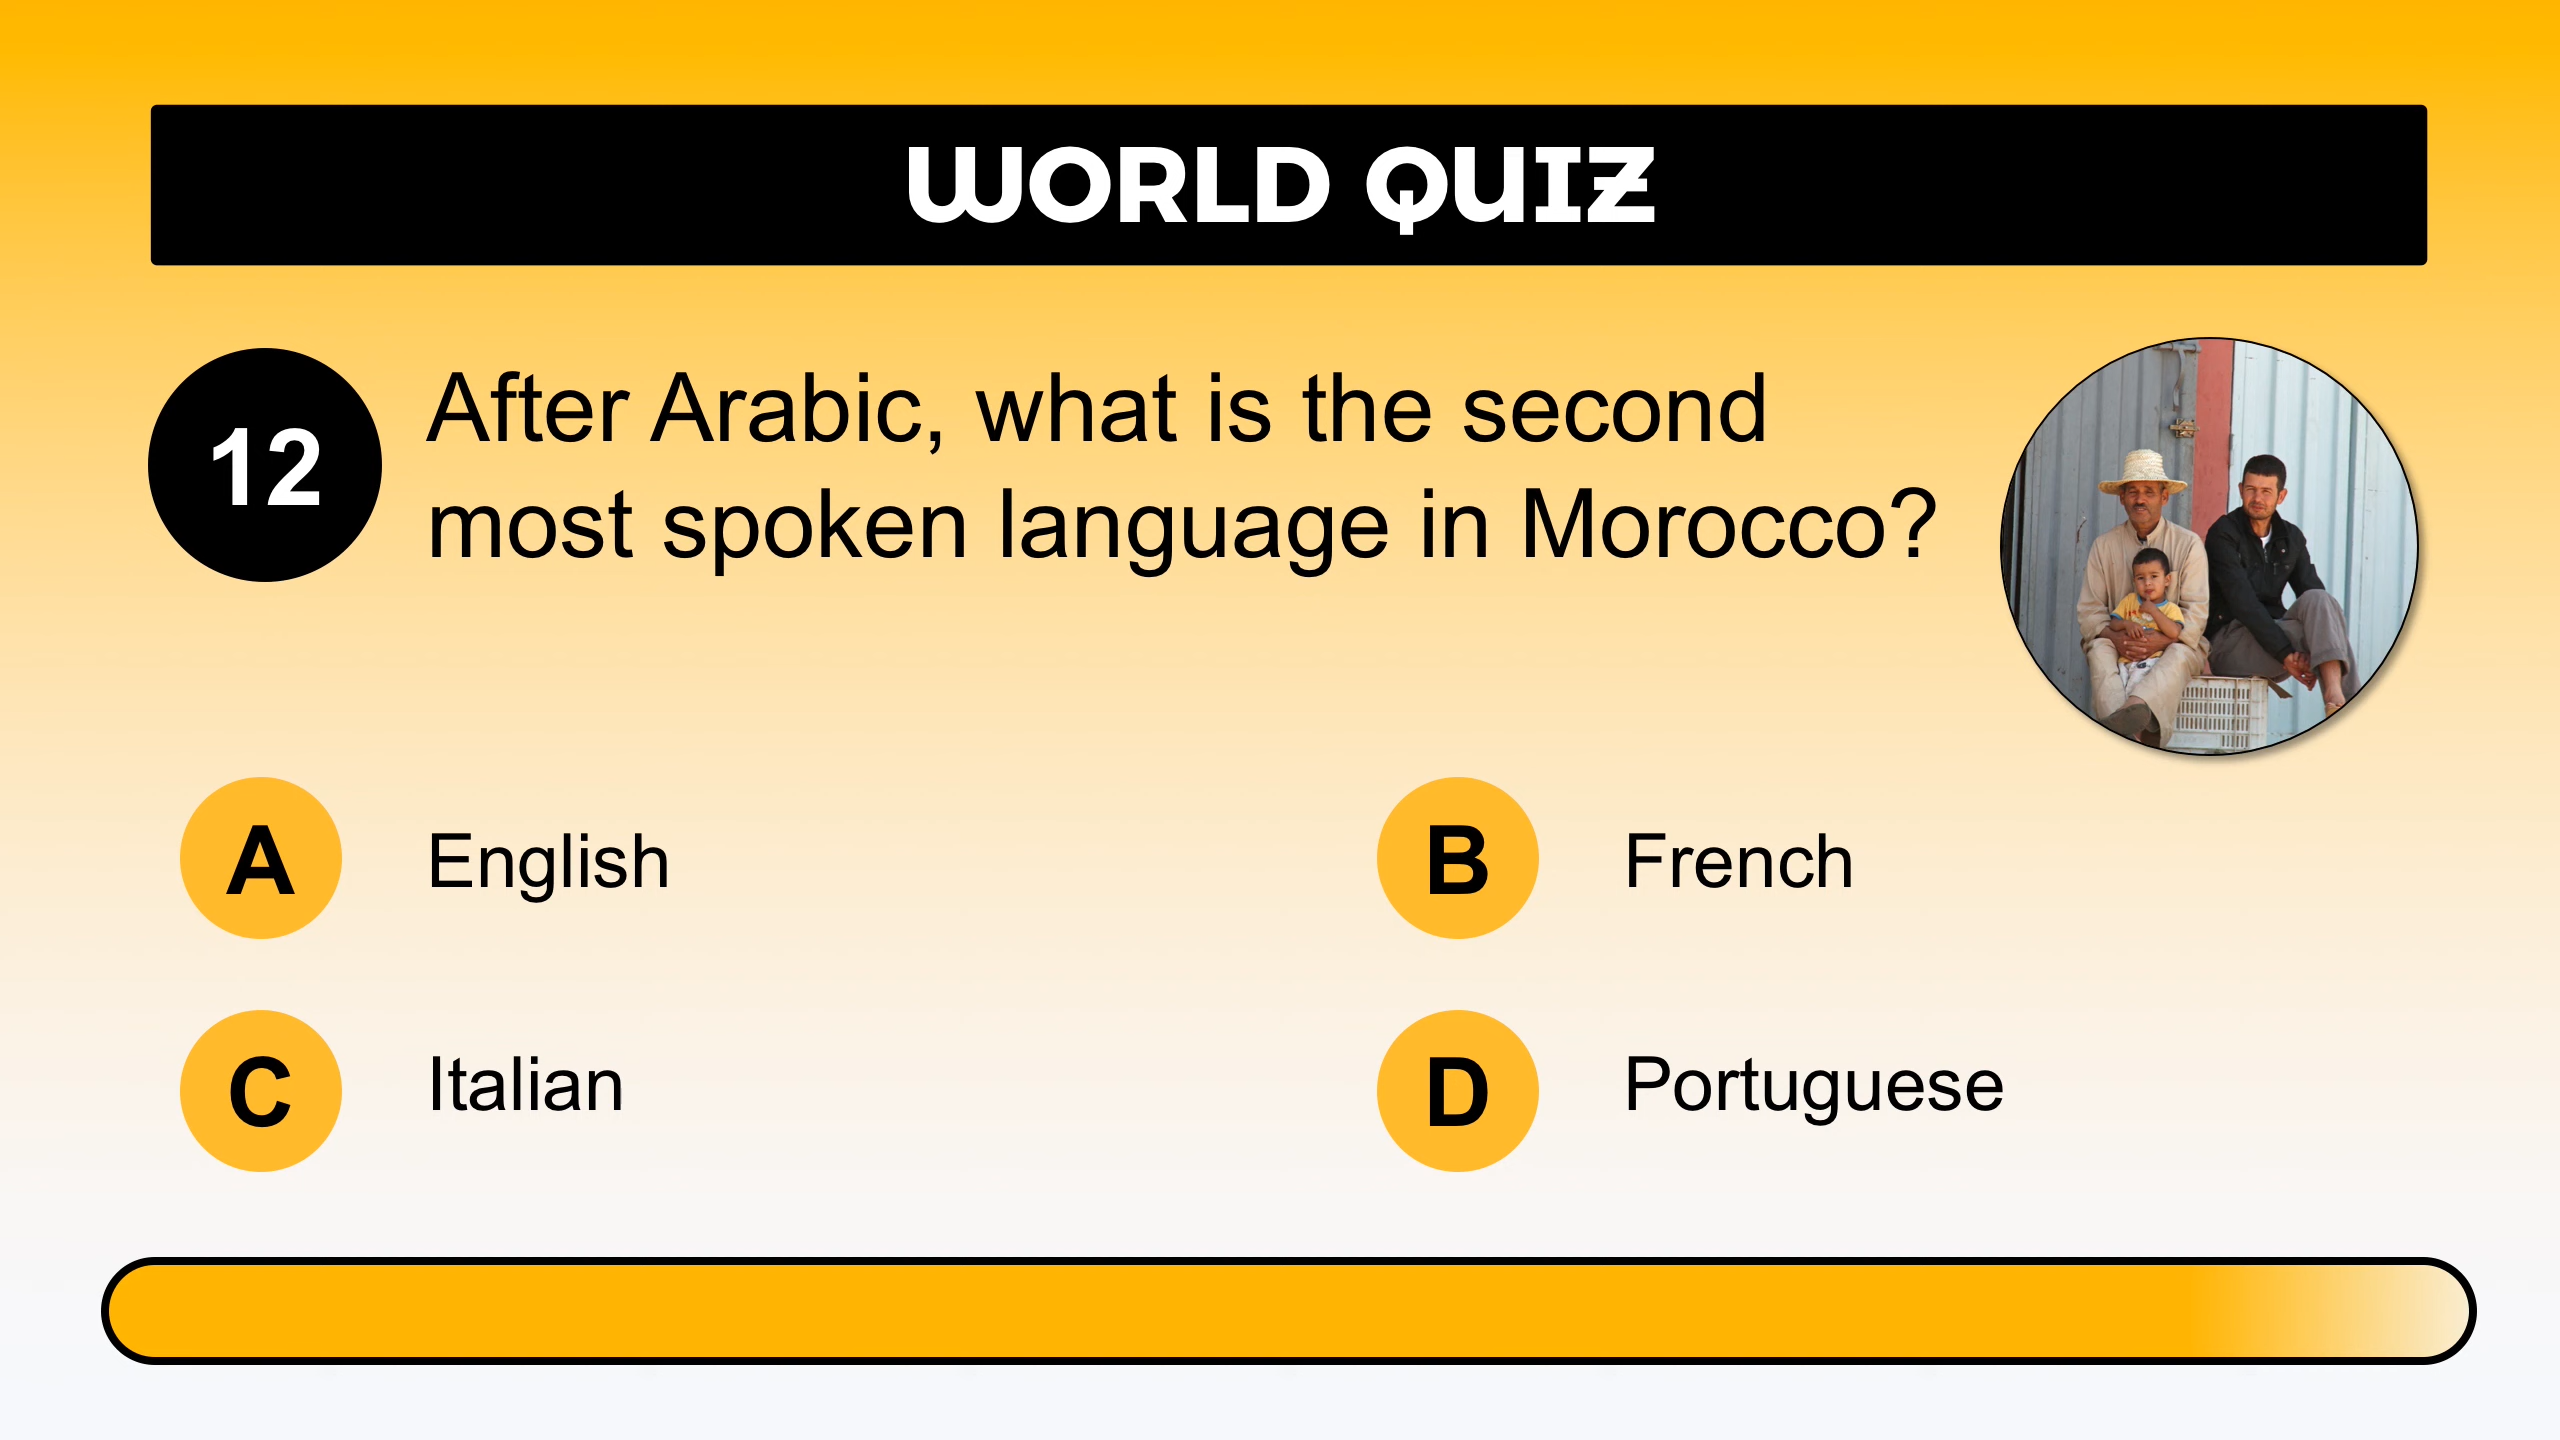 WORLD QUIZ
12
After Arabic, what is the second
most spoken language in Morocco?
A English
B French
C Italian
D Portuguese